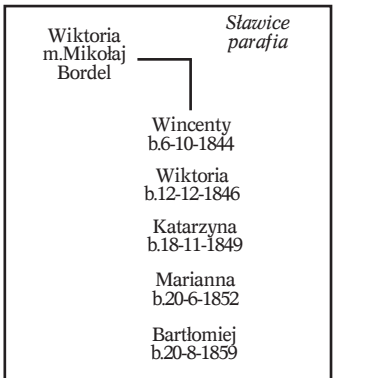 Sławice
parafia
Wiktoria
m.Mikołaj
Bordel
Wincenty
b.6-10-1844
Wiktoria
b.12-12-1846
Katarzyna
b.18-11-1849
Marianna
b.20-6-1852
Bartłomiej
b.20-8-1859